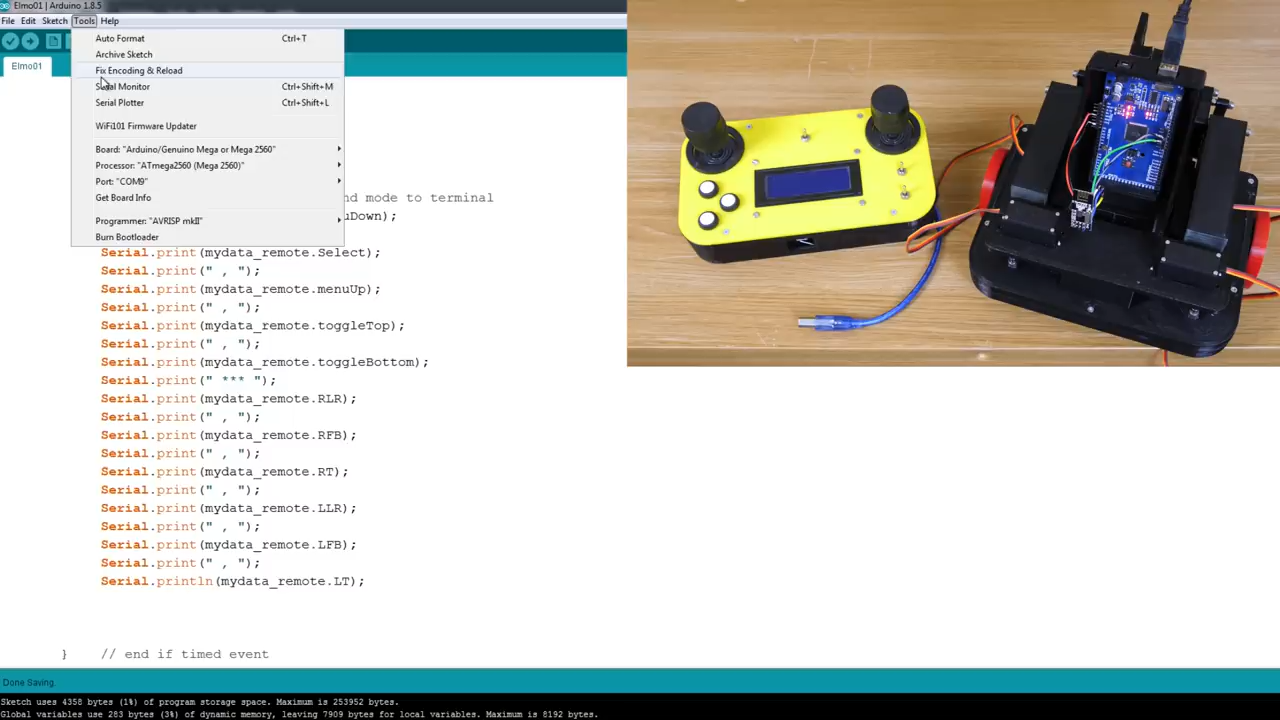 Elmo01 | Arduino 1.8.5
File Edit Sketch Tools Help
Auto Format Ctrl+T
Archive Sketch
Elmo01
Fix Encoding & Reload
Serial Monitor Ctrl+Shift+M
Serial Plotter Ctrl+Shift+L
WiFi101 Firmware Updater
Board: "Arduino/Genuino Mega or Mega 2560"
Processor: "ATmega2560 (Mega 2560)"
Port: "COM9"
Get Board Info
nd mode to terminal
uDown);
Programmer: "AVRISP mkII"
Burn Bootloader
Serial.print(mydata_remote.Select);
Serial.print(" , ");
Serial.print(mydata_remote.menuUp);
Serial.print(" , ");
Serial.print(mydata_remote.toggleTop);
Serial.print(" , ");
Serial.print(mydata_remote.toggleBottom);
Serial.print(" *** ");
Serial.print(mydata_remote.RLR);
Serial.print(" , ");
Serial.print(mydata_remote.RFB);
Serial.print(" , ");
Serial.print(mydata_remote.RT);
Serial.print(" , ");
Serial.print(mydata_remote.LLR);
Serial.print(" , ");
Serial.print(mydata_remote.LFB);
Serial.print(" , ");
Serial.println(mydata_remote.LT);
} // end if timed event
Done Saving.
Sketch uses 4358 bytes (1%) of program storage space. Maximum is 253952 bytes.
Global variables use 283 bytes (3%) of dynamic memory, leaving 7909 bytes for local variables. Maximum is 8192 bytes.